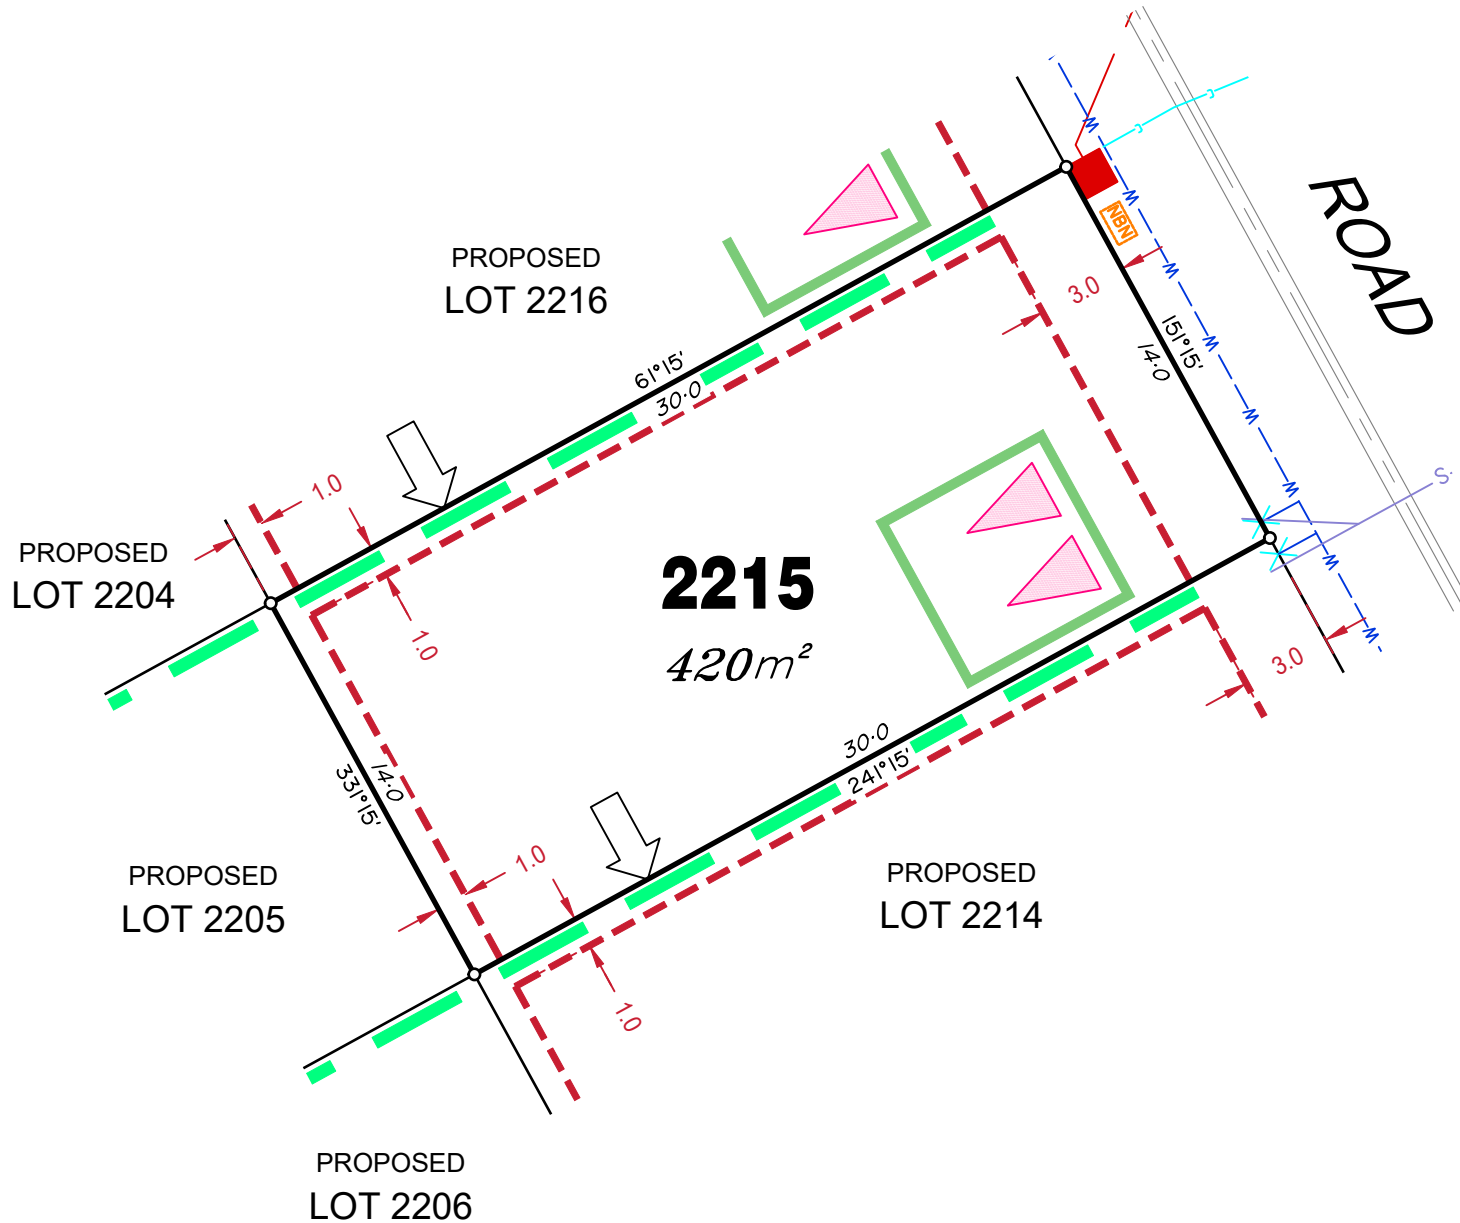 ROAD
W
W
W
W
W
W
W
W
J
J
NBN
3.0
151°15'
14·0
PROPOSED
LOT 2216
61°15'
30·0
1.0
1.0
PROPOSED
LOT 2204
2215
420m²
S
3.0
14·0
331°15'
30·0
241°15'
1.0
1.0
PROPOSED
LOT 2205
PROPOSED
LOT 2214
PROPOSED
LOT 2206